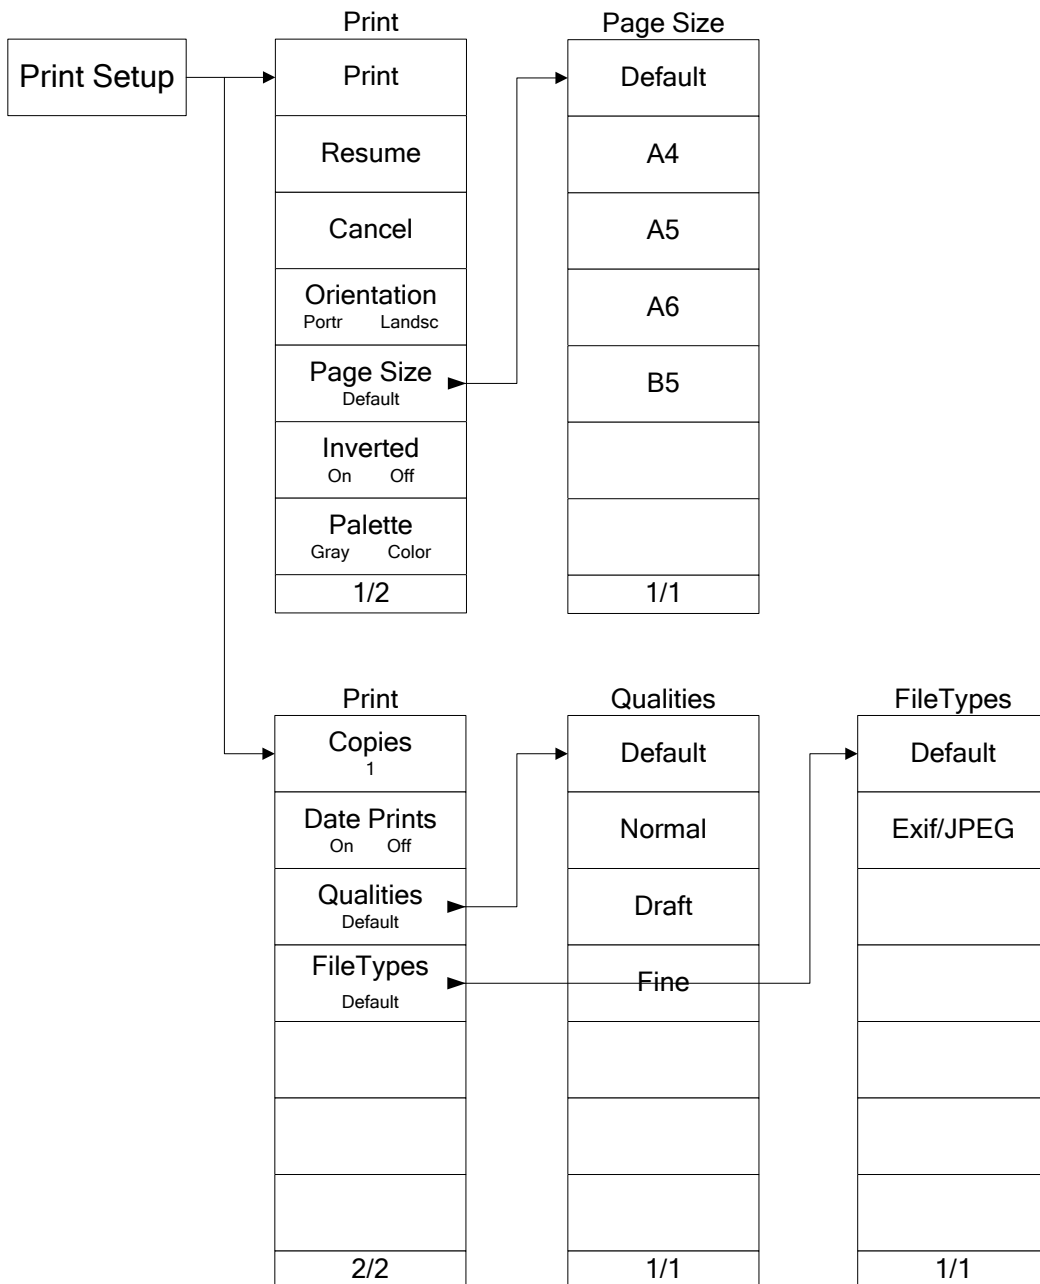 Print Setup
Print
Print
Resume
Cancel
Orientation
Portr Landsc
Page Size
Default
Inverted
On Off
Palette
Gray Color
1/2
Page Size
Default
A4
A5
A6
B5
1/1
Print
Copies
1
Date Prints
On Off
Qualities
Default
FileTypes
Default
2/2
Qualities
Default
Normal
Draft
Fine
1/1
FileTypes
Default
Exif/JPEG
1/1